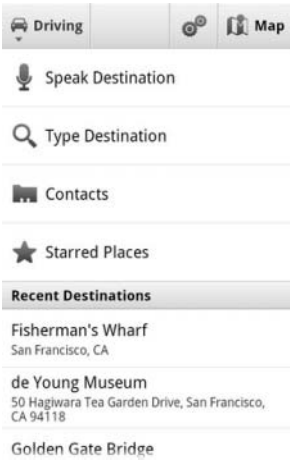 Driving Map
Speak Destination
Type Destination
Contacts
Starred Places
Recent Destinations
Fisherman's Wharf
San Francisco, CA
de Young Museum
50 Hagiwara Tea Garden Drive, San Francisco,
CA 94118
Golden Gate Bridge